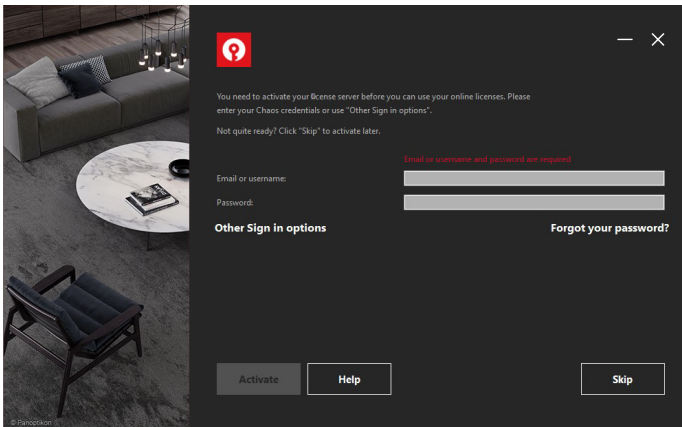 You need to activate your license server before you can use your online licenses. Please
enter your Chaos credentials or use "Other Sign in options".
Not quite ready? Click "Skip" to activate later.
Email or username and password are required
Email or username:
Password:
Other Sign in options
Forgot your password?
Activate
Help
Skip
© Panoptikon